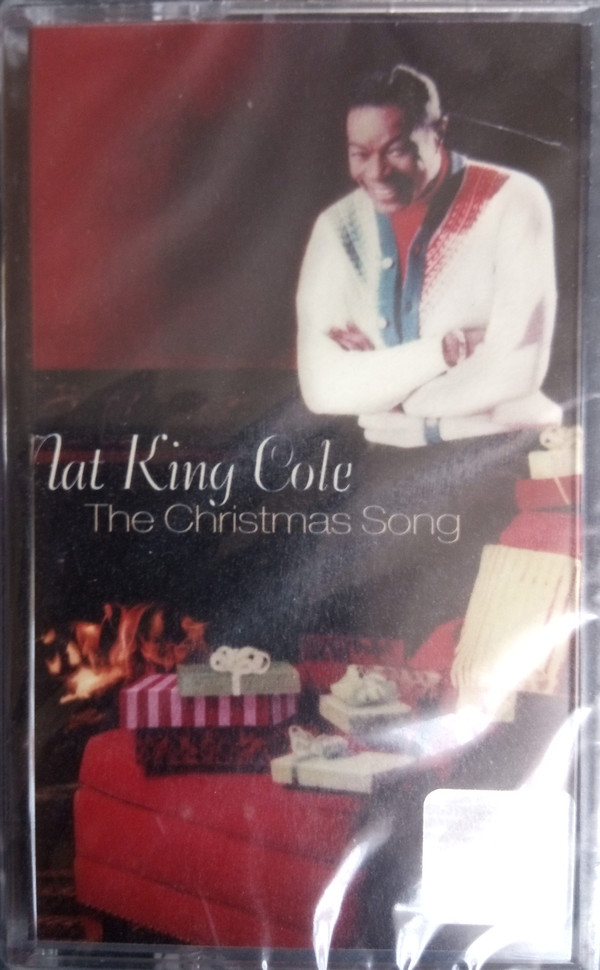 Nat King Cole
The Christmas Song